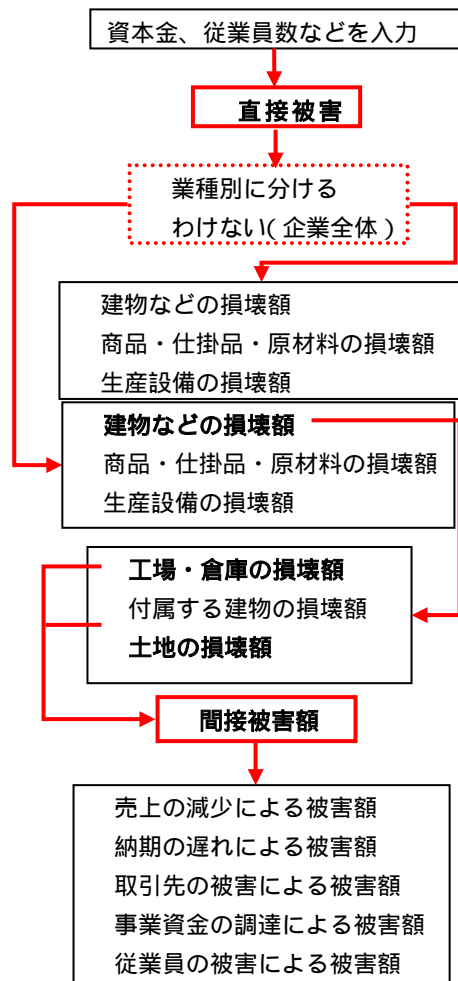 資本金、従業員数などを入力
直接被害
業種別に分ける
わけない(企業全体)
建物などの損壊額
商品・仕掛品・原材料の損壊額
生産設備の損壊額
建物などの損壊額
商品・仕掛品・原材料の損壊額
生産設備の損壊額
工場・倉庫の損壊額
付属する建物の損壊額
土地の損壊額
間接被害額
売上の減少による被害額
納期の遅れによる被害額
取引先の被害による被害額
事業資金の調達による被害額
従業員の被害による被害額